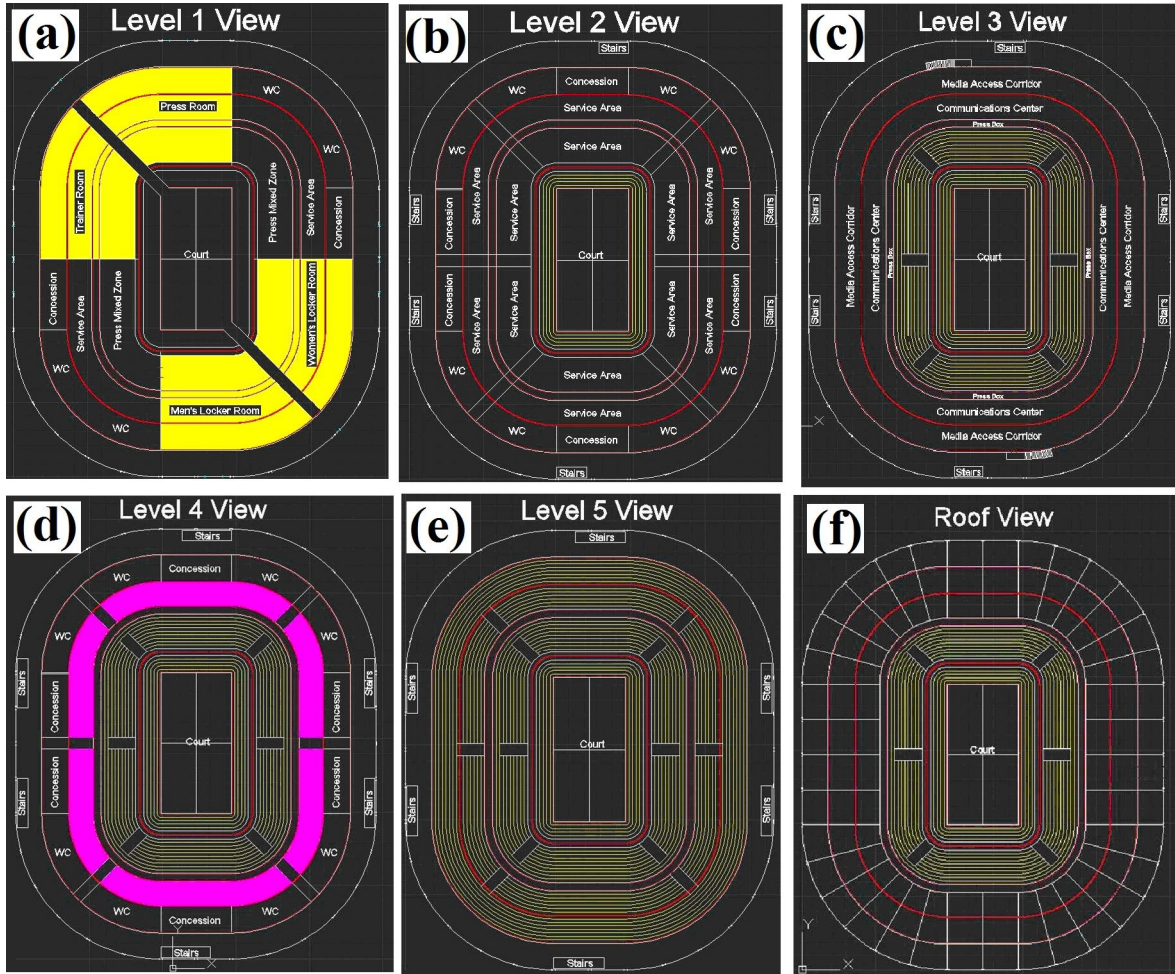 (a)
Level 1 View
WC
Press Room
WC
Trainer Room
Press Mixed Zone
Service Area
Concession
Court
Concession
Service Area
Press Mixed Zone
Women's Locker Room
WC
Men's Locker Room
WC
(b)
Level 2 View
Stairs
Concession
WC
WC
Service Area
WC
WC
Service Area
Stairs
Concession
Service Area
Service Area
Service Area
Service Area
Concession
Stairs
Court
Stairs
Concession
Service Area
Service Area
Service Area
Service Area
Concession
Stairs
WC
Service Area
WC
Service Area
WC
WC
Concession
Stairs
(c)
Level 3 View
Stairs
Media Access Corridor
Communications Center
Press Box
Stairs
Stairs
Media Access Corridor
Communications Center
Press Box
Court
Press Box
Communications Center
Media Access Corridor
Stairs
Stairs
Press Box
Communications Center
Media Access Corridor
Stairs
X
(d)
Level 4 View
Stairs
Concession
WC
WC
WC
WC
Stairs
Concession
Concession
Stairs
Court
Stairs
Concession
Concession
Stairs
WC
WC
WC
WC
Concession
Y
Stairs
X
(e)
Level 5 View
Stairs
Stairs
Stairs
Court
Stairs
Stairs
Stairs
(f)
Roof View
Court
Y
X